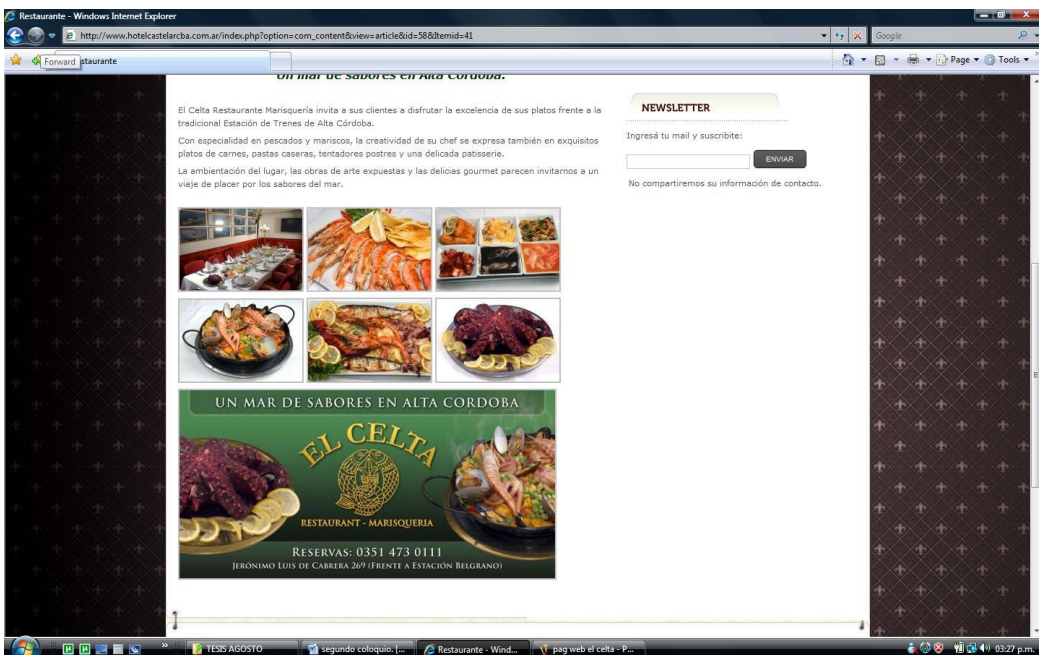 Restaurante - Windows Internet Explorer
http://www.hotelcastelarcba.com.ar/index.php?option=com_content&view=article&id=58&Itemid=41
Google
Forward
staurante
Page
Tools
Un mar de sabores en Alta Córdoba.
El Celta Restaurante Marisquería invita a sus clientes a disfrutar la excelencia de sus platos frente a la
tradicional Estación de Trenes de Alta Córdoba.
Con especialidad en pescados y mariscos, la creatividad de su chef se expresa también en exquisitos
platos de carnes, pastas caseras, tentadores postres y una delicada patisserie.
La ambientación del lugar, las obras de arte expuestas y las delicias gourmet parecen invitarnos a un
viaje de placer por los sabores del mar.
NEWSLETTER
Ingresá tu mail y suscribite:
ENVIAR
No compartiremos su información de contacto.
UN MAR DE SABORES EN ALTA CORDOBA
EL CELTA
RESTAURANT - MARISQUERIA
RESERVAS: 0351 473 0111
JERÓNIMO LUIS DE CABRERA 269 (FRENTE A ESTACIÓN BELGRANO)
TESIS AGOSTO
segundo coloquio. [...
Restaurante - Wind...
pag web el celta - P...
03:27 p.m.